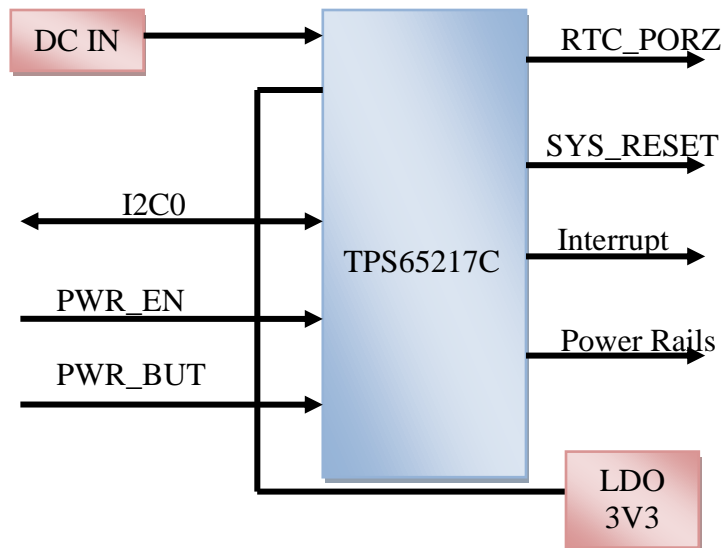 DC IN
RTC_PORZ
SYS_RESET
I2C0
Interrupt
TPS65217C
PWR_EN
Power Rails
PWR_BUT
LDO
3V3